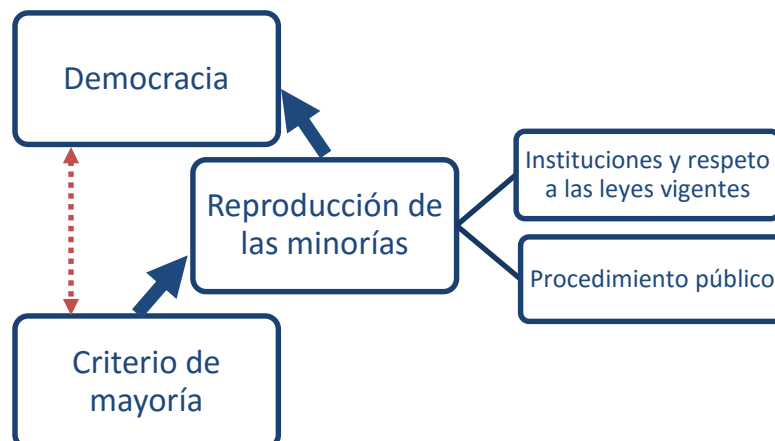 Democracia
Reproducción de
las minorías
Instituciones y respeto
a las leyes vigentes
Procedimiento público
Criterio de
mayoría